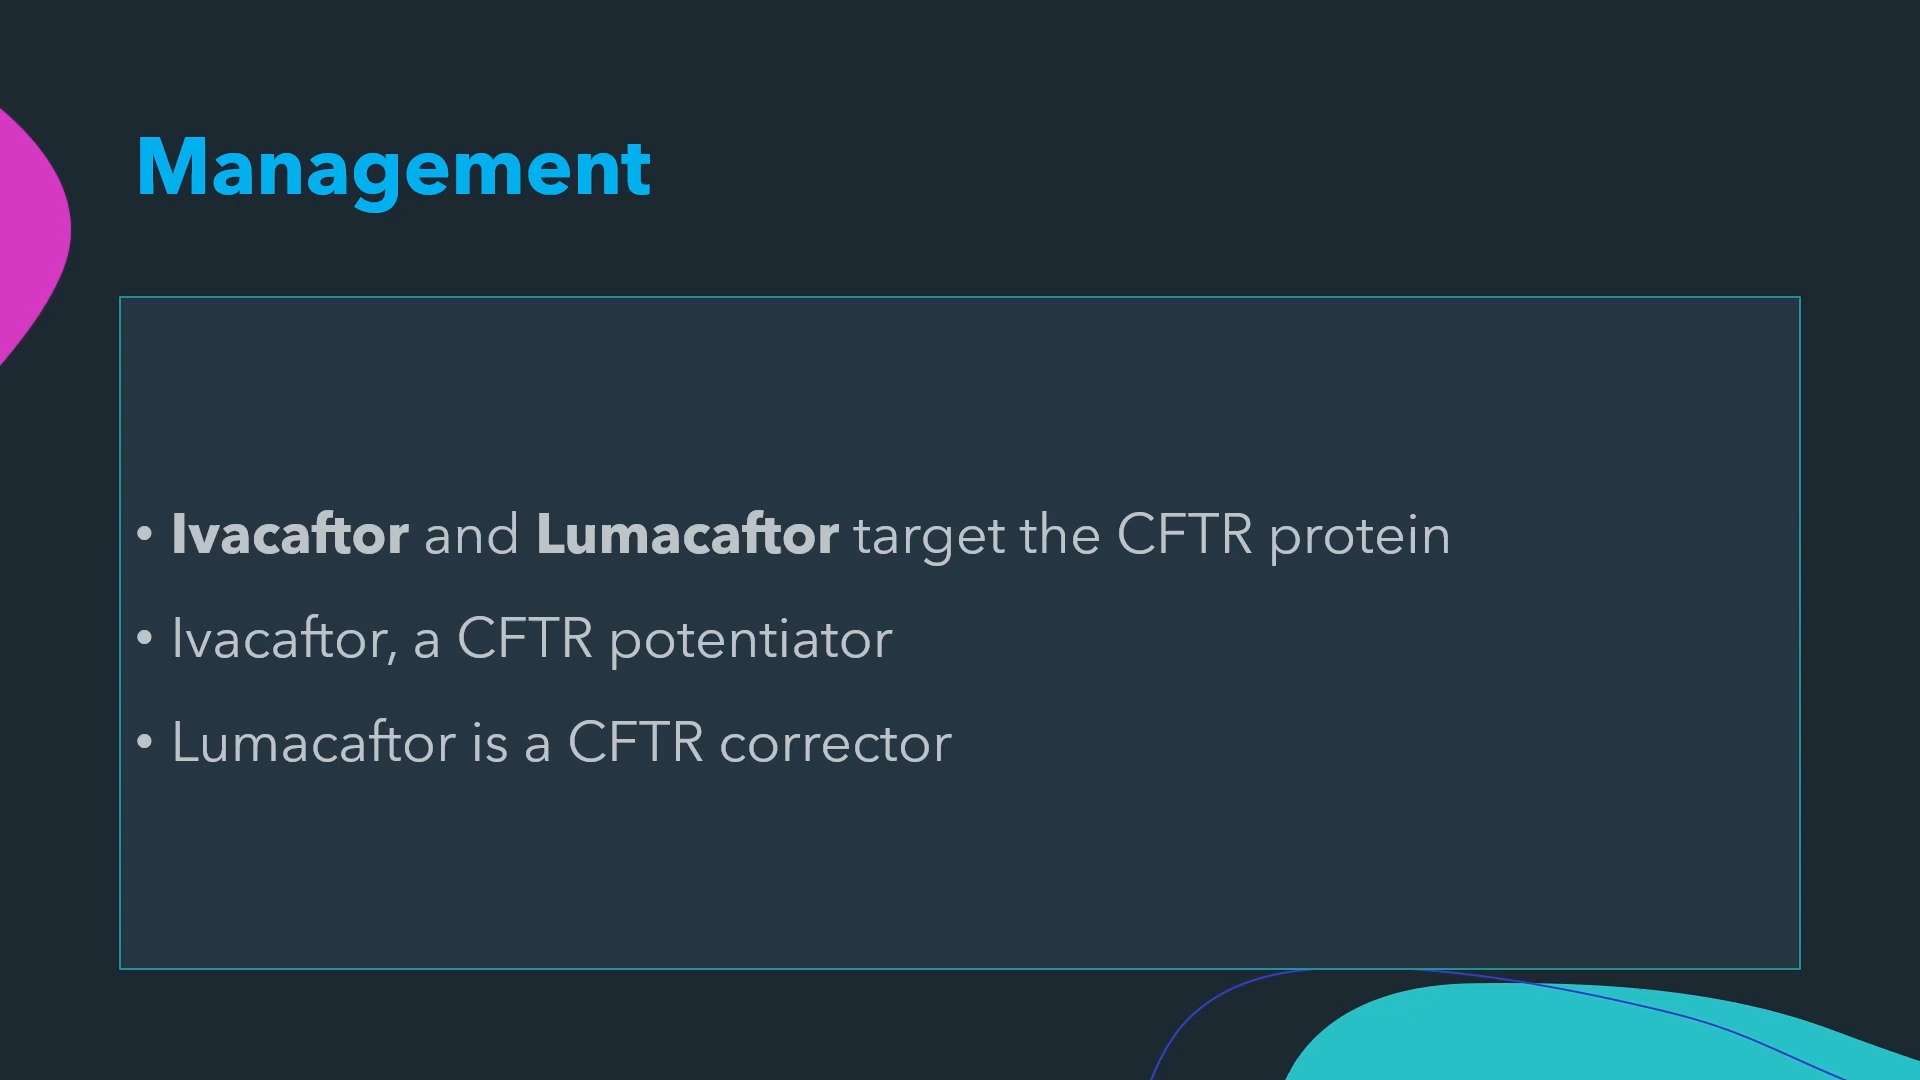 Management
• Ivacaftor and Lumacaftor target the CFTR protein
• Ivacaftor, a CFTR potentiator
• Lumacaftor is a CFTR corrector